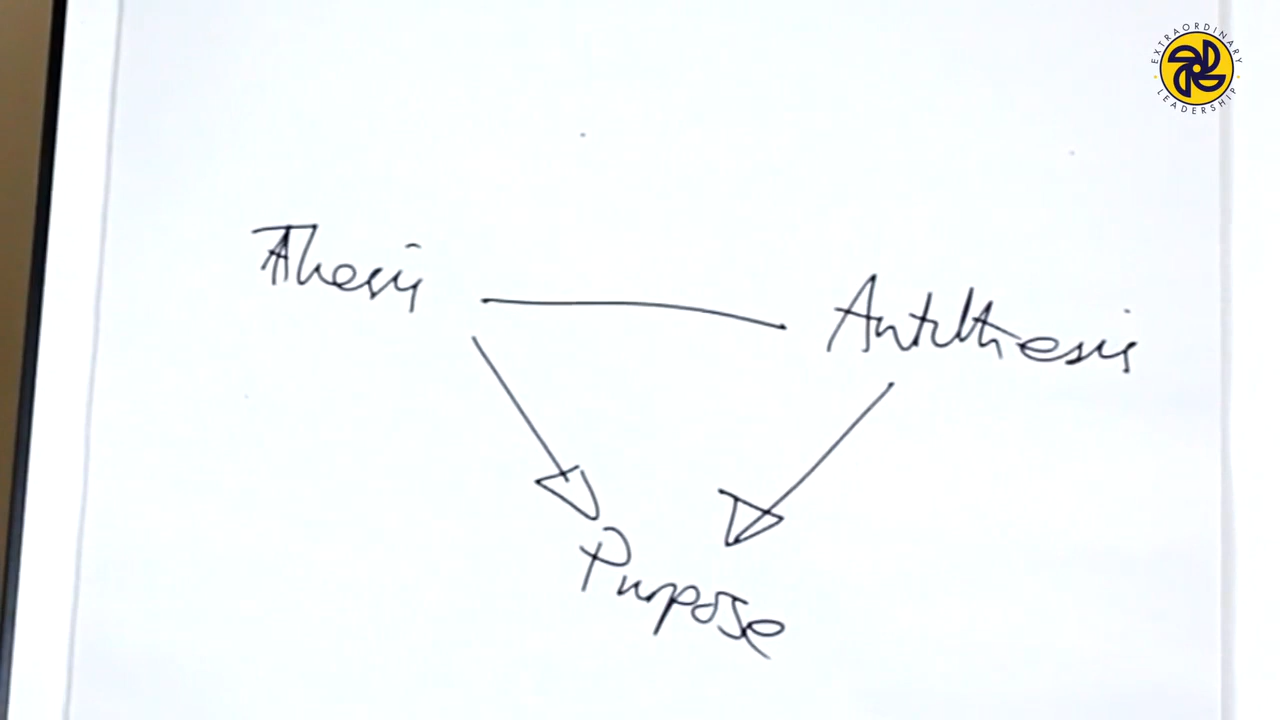 EXTRAORDINARY
LEADERSHIP
Thesis
Antithesis
Purpose